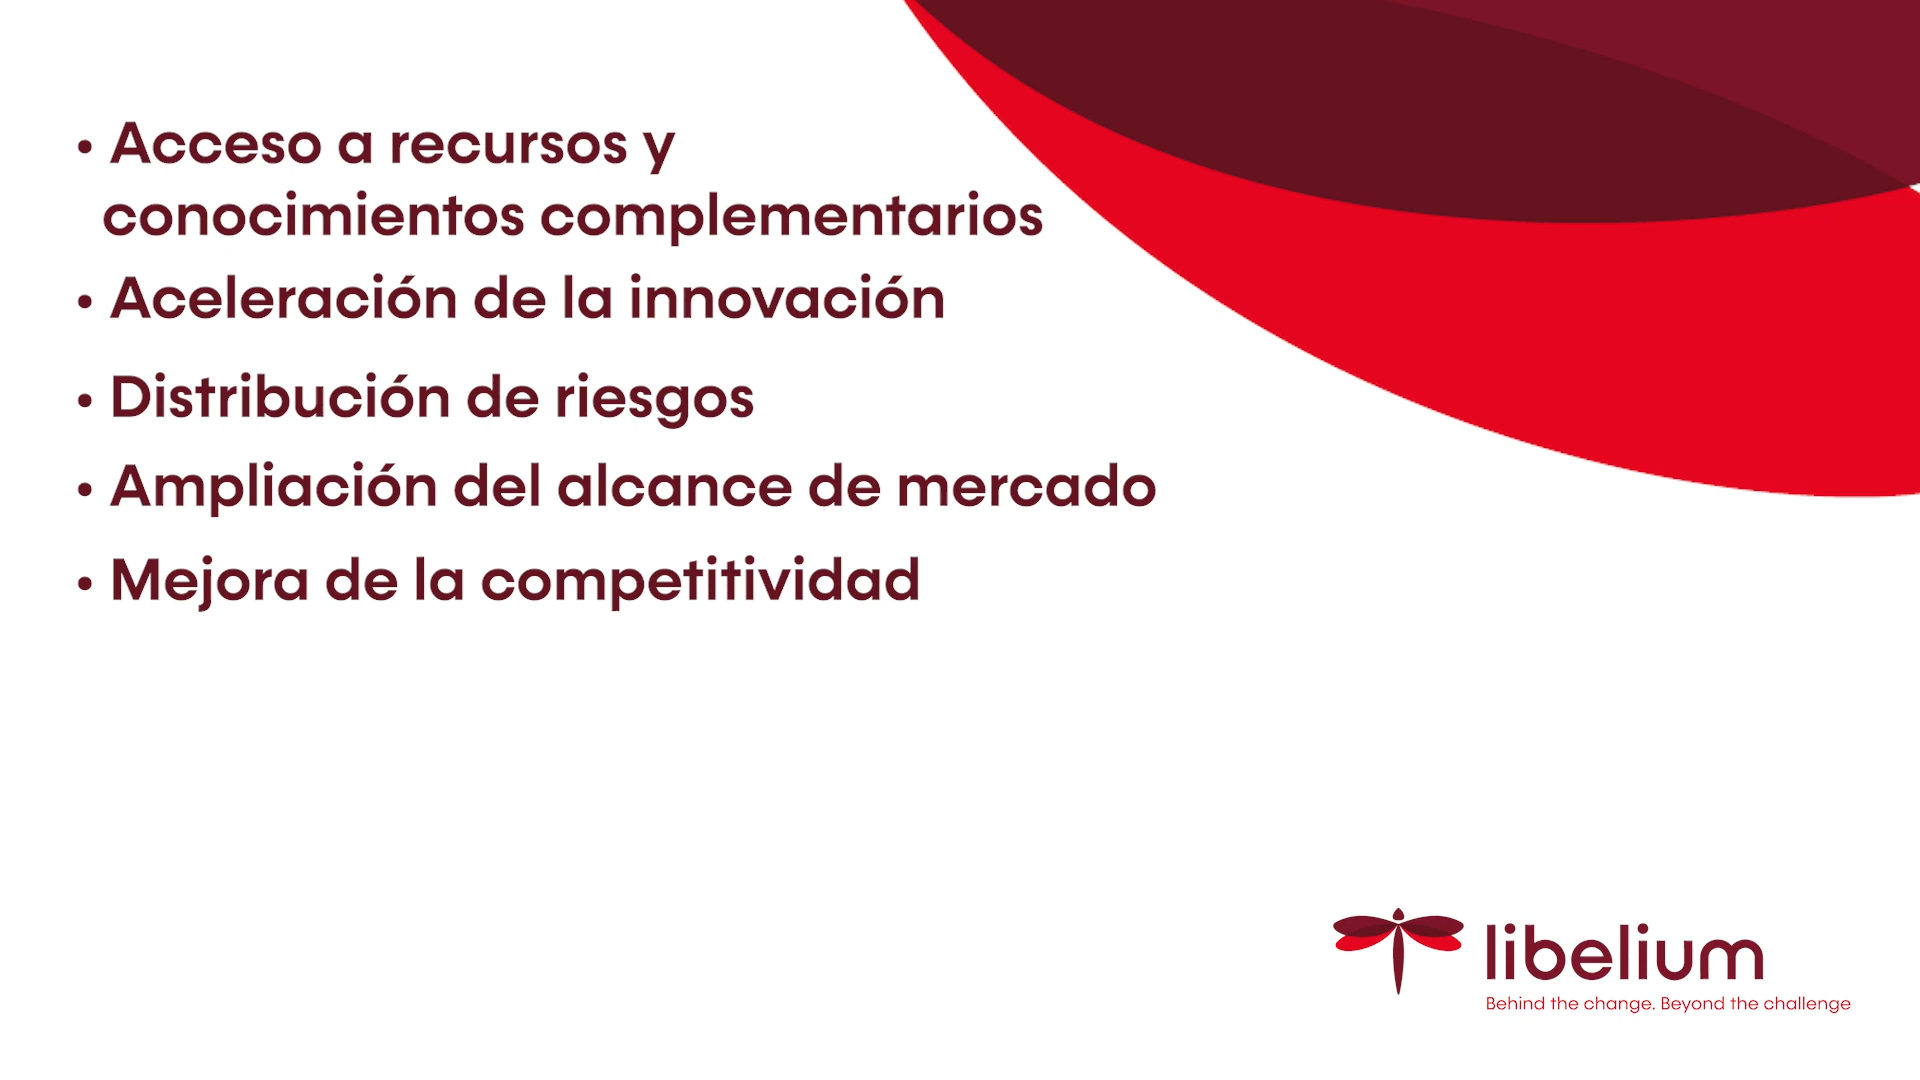 • Acceso a recursos y
conocimientos complementarios
• Aceleración de la innovación
• Distribución de riesgos
• Ampliación del alcance de mercado
• Mejora de la competitividad
libelium
Behind the change. Beyond the challenge